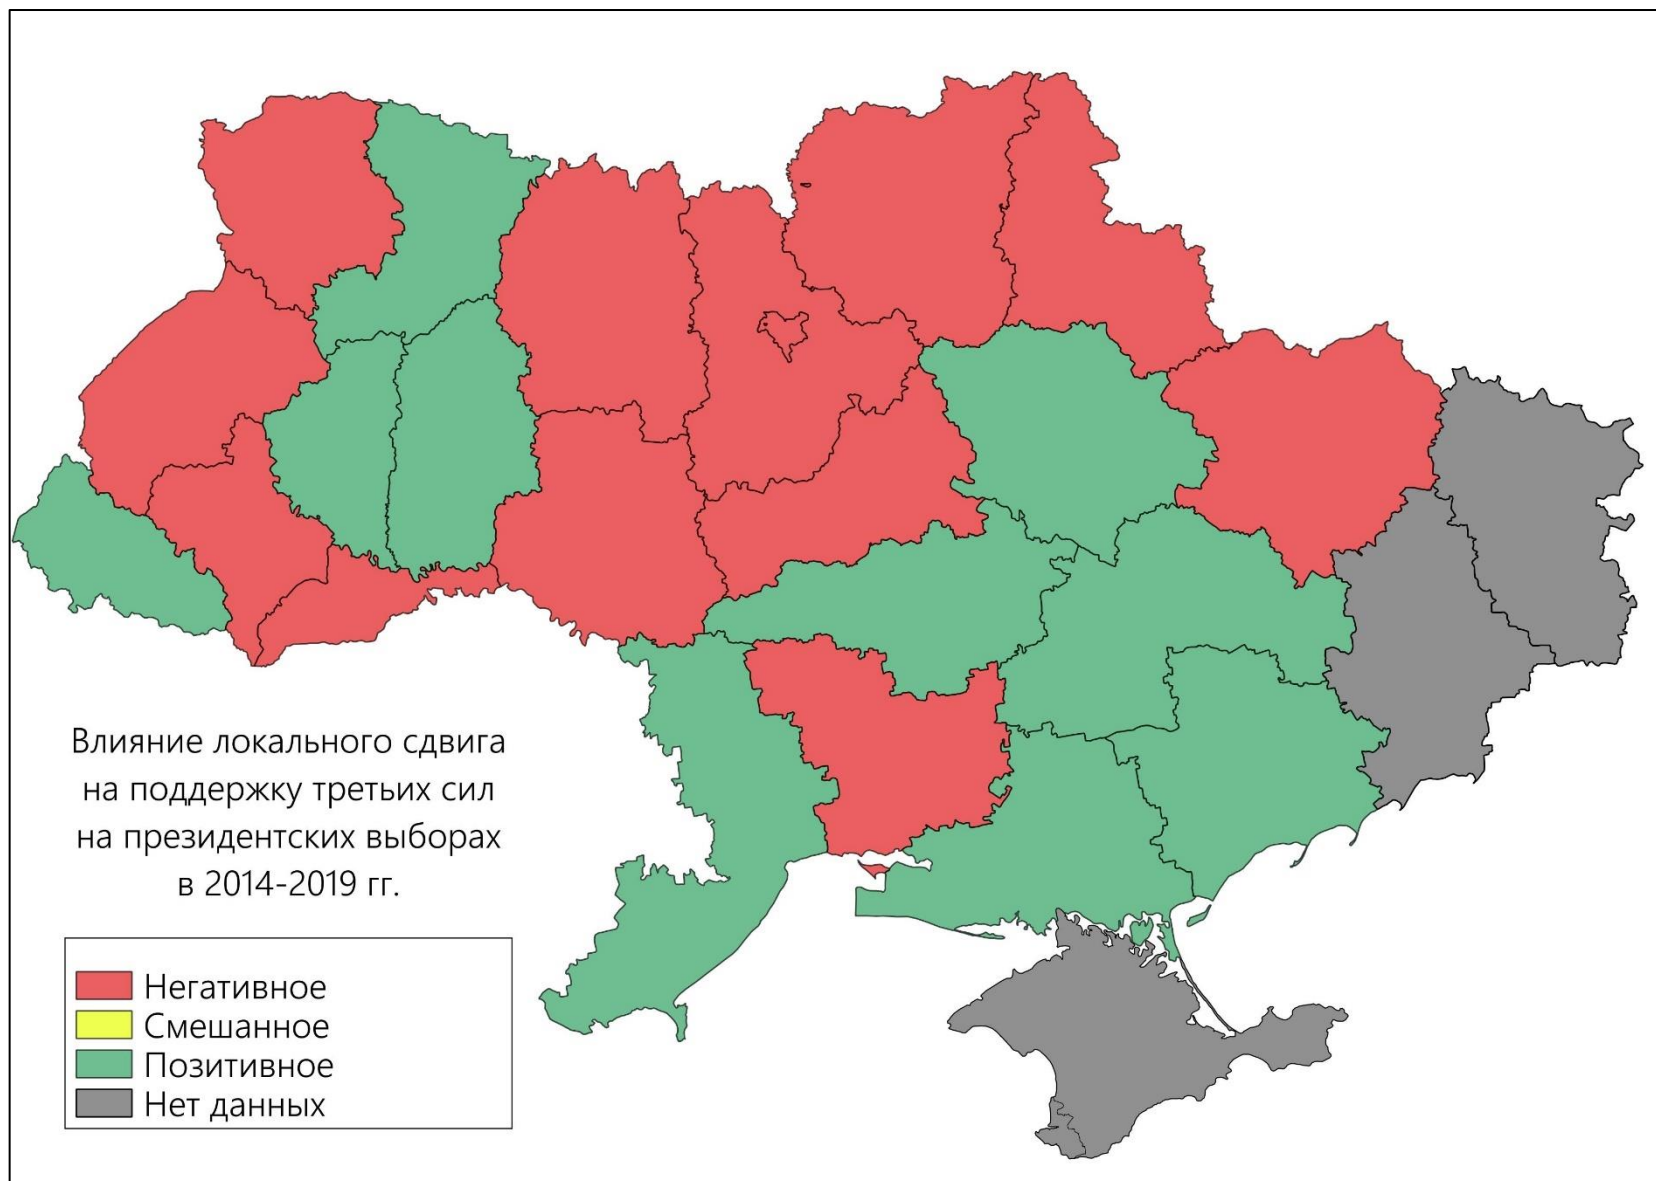 Влияние локального сдвига
на поддержку третьих сил
на президентских выборах
в 2014-2019 гг.
Негативное
Смешанное
Позитивное
Нет данных